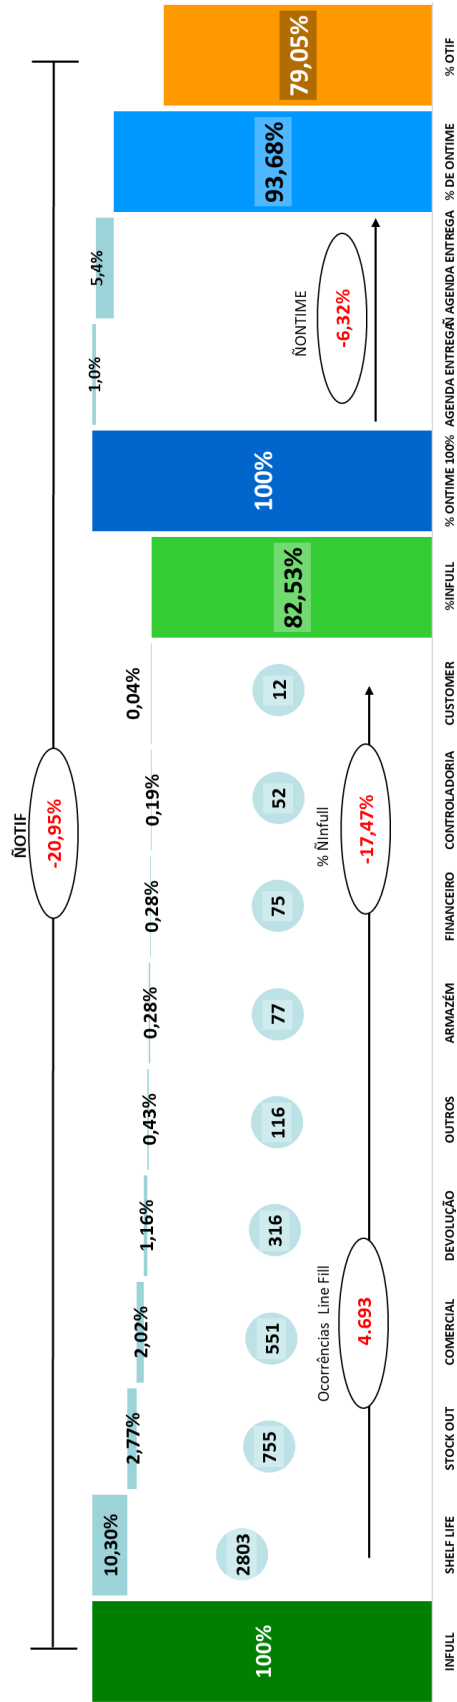 ÑOTIF
-20,95%
100%
10,30%
2,77%
2,02%
1,16%
0,43%
0,28%
0,28%
0,19%
0,04%
82,53%
100%
1,0%
5,4%
93,68%
79,05%
2803
755
551
316
116
77
75
52
12
Ocorrências Line Fill
4.693
% ÑInfull
-17,47%
ÑONTIME
-6,32%
INFULL
SHELF LIFE
STOCK OUT
COMERCIAL
DEVOLUÇÃO
OUTROS
ARMAZÉM
FINANCEIRO
CONTROLADORIA
CUSTOMER
%INFULL
% ONTIME 100%
AGENDA ENTREGA
Ñ AGENDA ENTREGA
% DE ONTIME
% OTIF